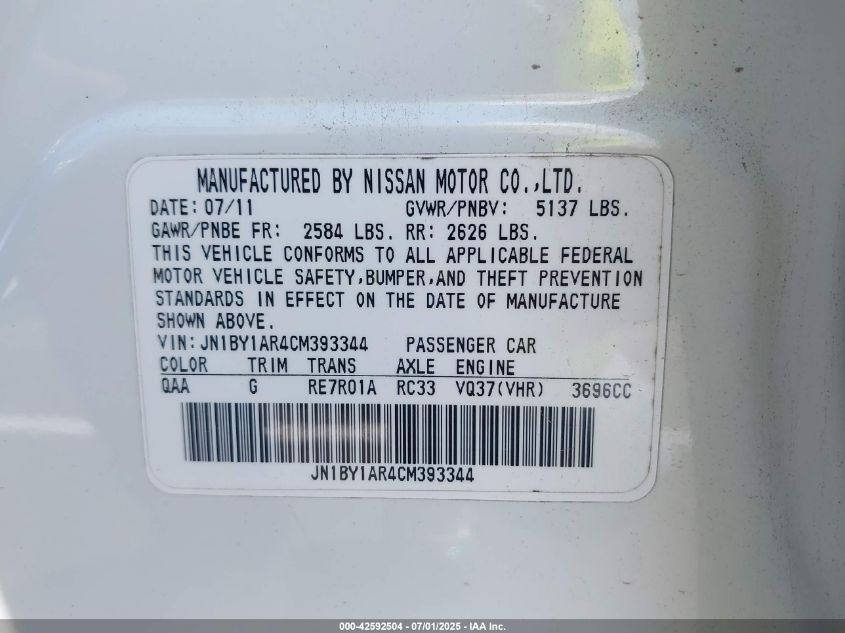 MANUFACTURED BY NISSAN MOTOR CO.,LTD.
DATE: 07/11 GVWR/PNBV: 5137 LBS.
GAWR/PNBE FR: 2584 LBS. RR: 2626 LBS.
THIS VEHICLE CONFORMS TO ALL APPLICABLE FEDERAL
MOTOR VEHICLE SAFETY,BUMPER,AND THEFT PREVENTION
STANDARDS IN EFFECT ON THE DATE OF MANUFACTURE
SHOWN ABOVE.
VIN:JN1BY1AR4CM393344 PASSENGER CAR
COLOR TRIM TRANS AXLE ENGINE
QAA G RE7R01A RC33 VQ37(VHR) 3696CC
JN1BY1AR4CM393344
000-42592504 - 07/01/2025 - IAA Inc.